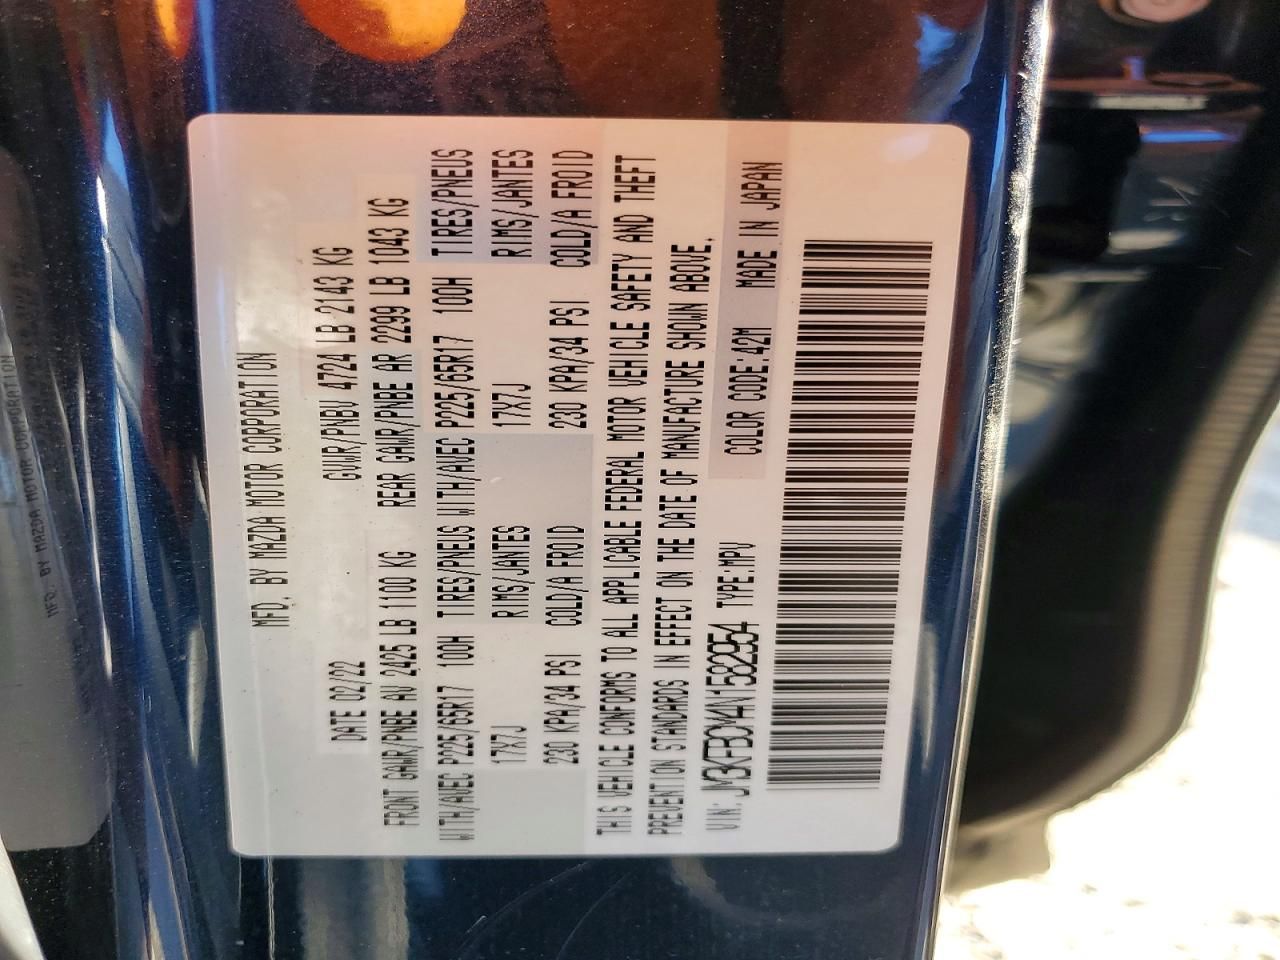 MFD. BY MAZDA MOTOR CORPORATION
DATE 02/22 GVWR/PNBV 4724 LB 2143 KG
FRONT GAWR/PNBE AV 2425 LB 1100 KG REAR GAWR/PNBE AR 2299 LB 1043 KG
WITH/AVEC P225/65R17 100H TIRES/PNEUS WITH/AVEC P225/65R17 100H TIRES/PNEUS
17X7J RIMS/JANTES 17X7J RIMS/JANTES
230 KPA/34 PSI COLD/A FROID 230 KPA/34 PSI COLD/A FROID
THIS VEHICLE CONFORMS TO ALL APPLICABLE FEDERAL MOTOR VEHICLE SAFETY AND THEFT
PREVENTION STANDARDS IN EFFECT ON THE DATE OF MANUFACTURE SHOWN ABOVE.
VIN: JM3KFBCM4N1582954 TYPE:MPV COLOR CODE:42M MADE IN JAPAN
MFD. BY MAZDA MOTOR CORPORATION